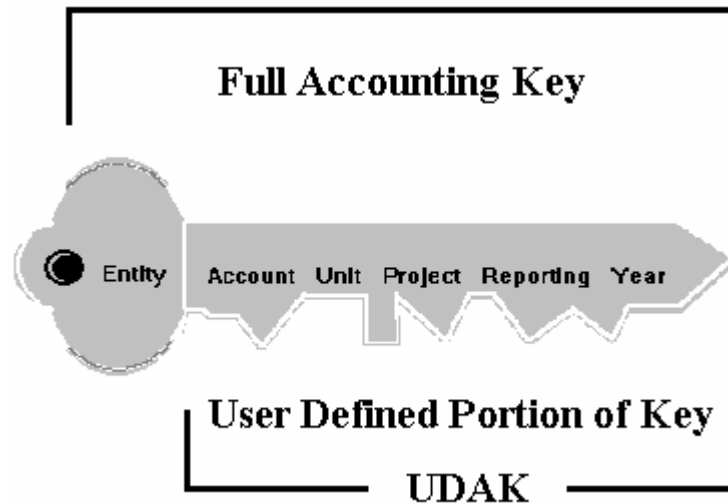 Full Accounting Key
Entity Account Unit Project Reporting Year
User Defined Portion of Key
UDAK